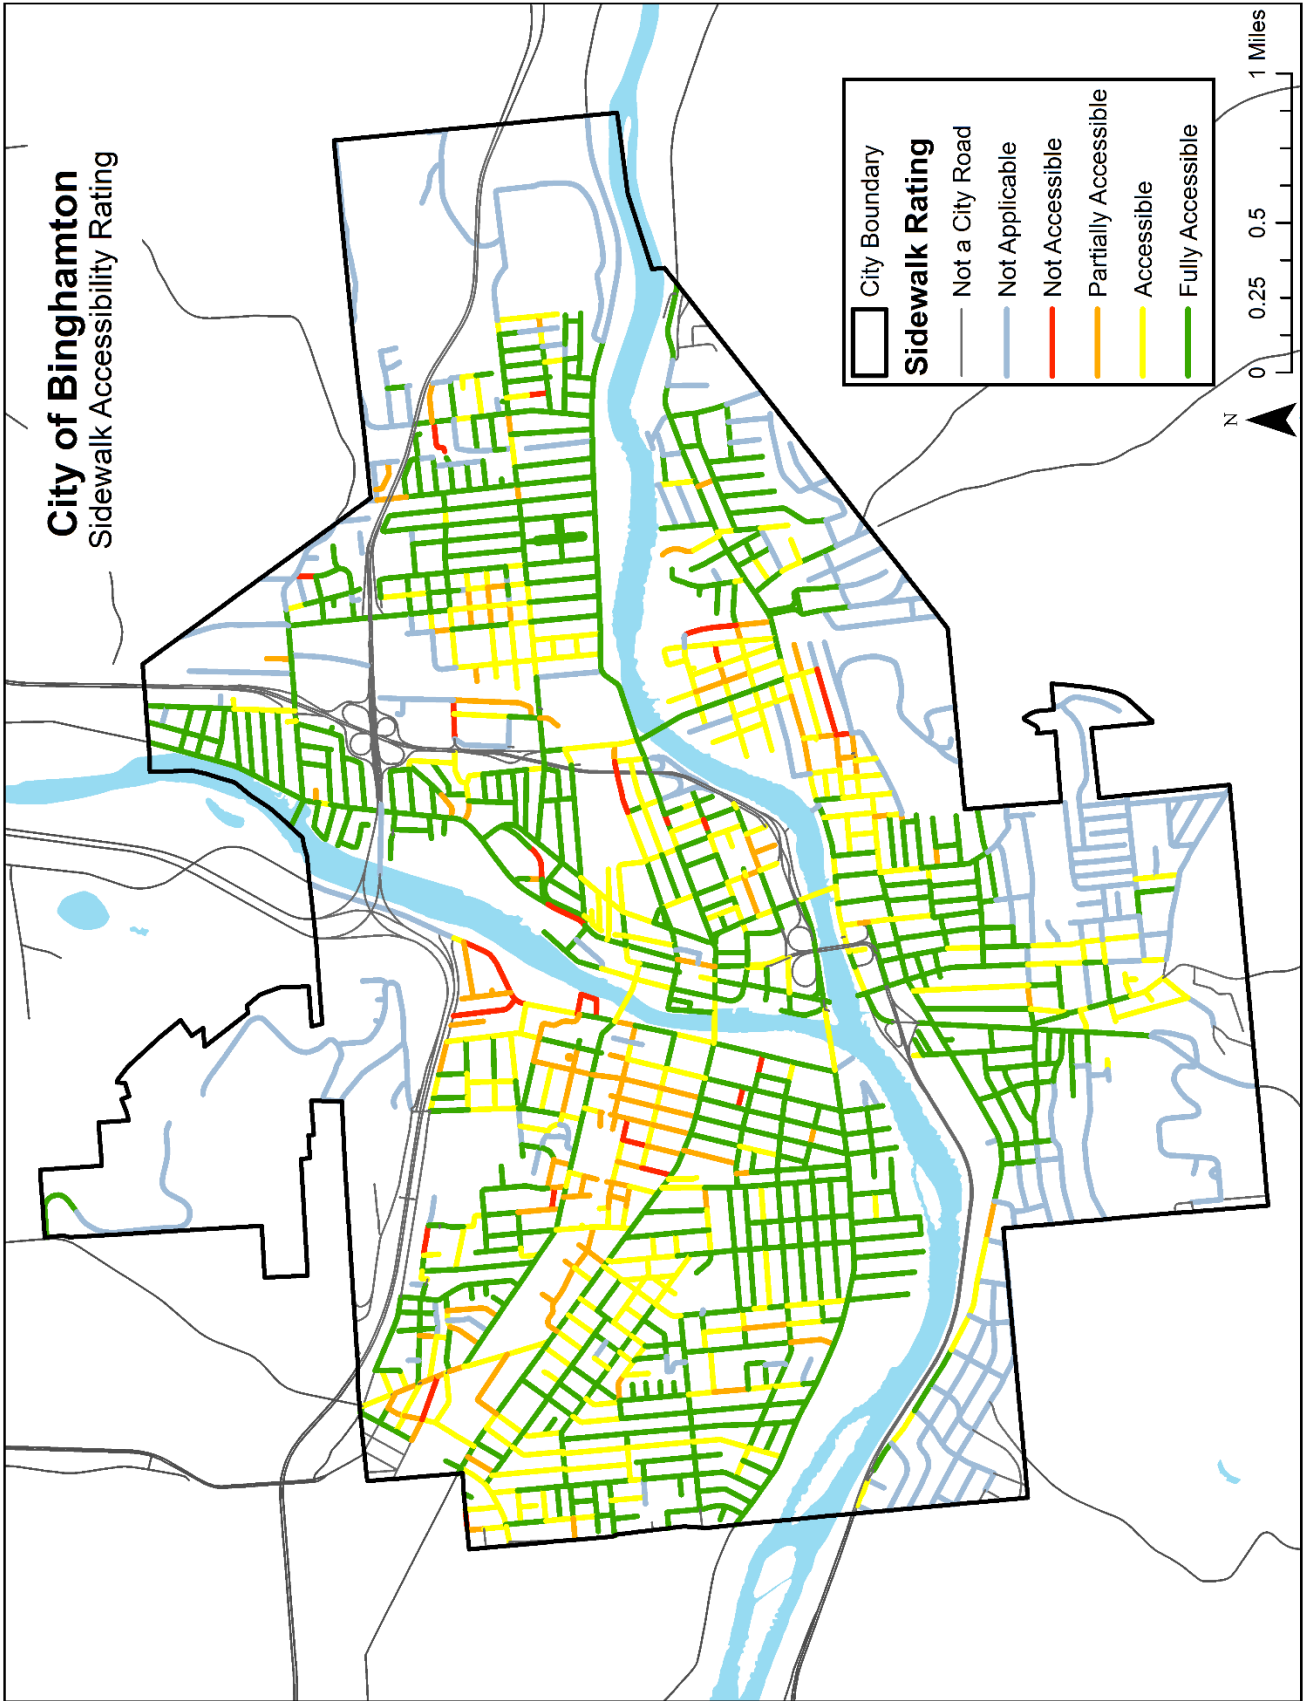 City of Binghamton
Sidewalk Accessibility Rating
City Boundary
Sidewalk Rating
Not a City Road
Not Applicable
Not Accessible
Partially Accessible
Accessible
Fully Accessible
N
0 0.25 0.5 1 Miles